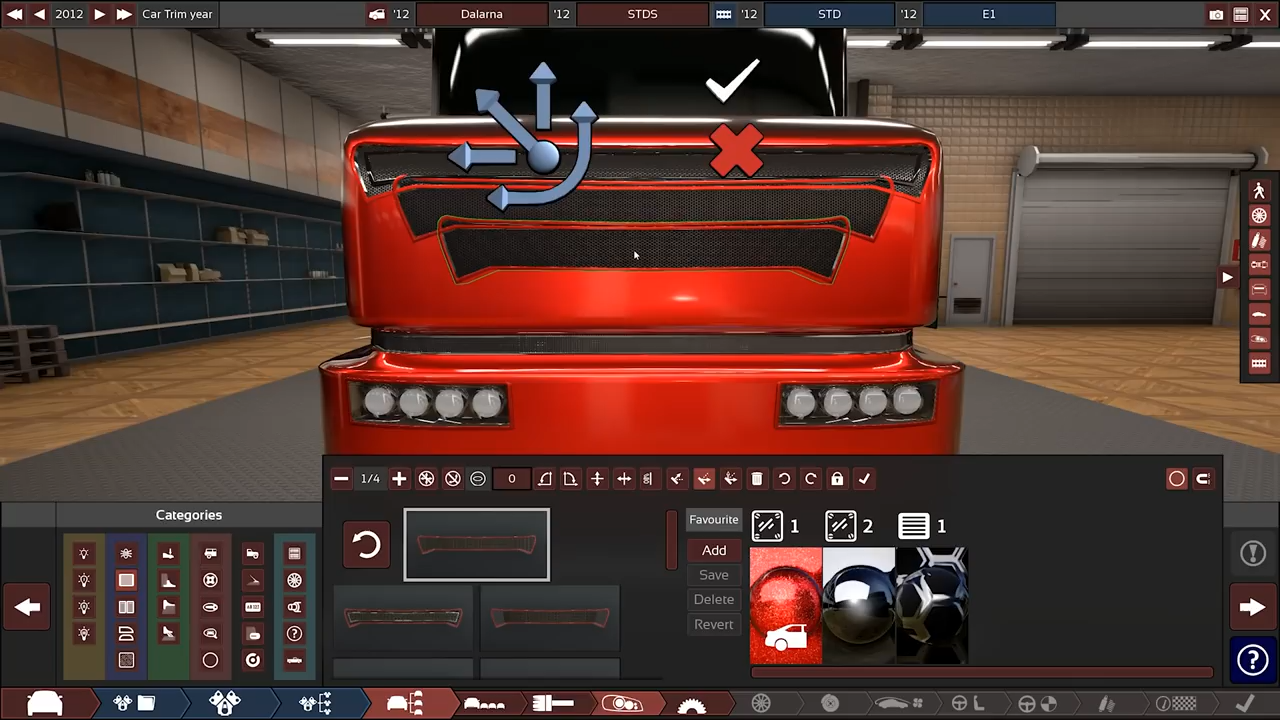 2012 Car Trim year '12 Dalarna '12 STDS '12 STD '12 E1
1/4 0
Categories
Favourite 1 2 1
Add
Save
Delete
Revert
?